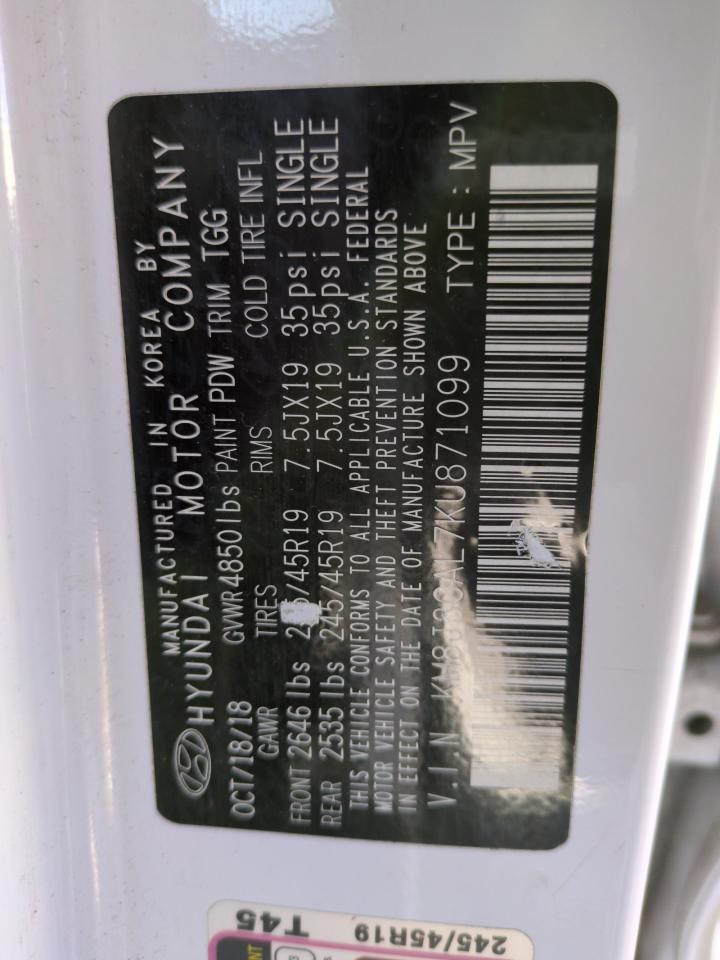 MANUFACTURED IN KOREA BY
HYUNDAI MOTOR COMPANY
OCT/18/18 GVWR 4850lbs PAINT PDW TRIM TGG
GAWR TIRES RIMS COLD TIRE INFL
FRONT 2646 lbs 7.5JX19 35psi SINGLE
REAR 2535 lbs 245/45R19 7.5JX19 35psi SINGLE
THIS VEHICLE CONFORMS TO ALL APPLICABLE U.S.A. FEDERAL
MOTOR VEHICLE SAFETY AND THEFT PREVENTION STANDARDS
IN EFFECT ON THE DATE OF MANUFACTURE SHOWN ABOVE
V.I.N KM8J3CAL7KU871099 TYPE : MPV
T45
245/45R19